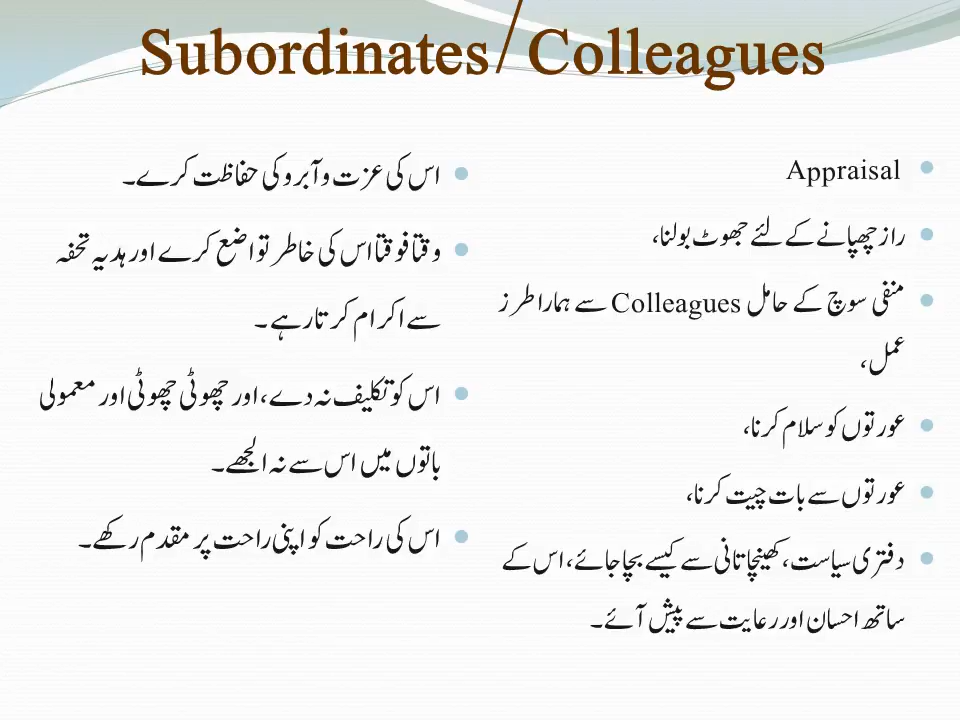 Subordinates/Colleagues
Appraisal
راز چھپانے کے لئے جھوٹ بولنا،
منفی سوچ کے حامل Colleagues سے ہمارا طرز
عمل،
عورتوں کو سلام کرنا،
عورتوں سے بات چیت کرنا،
دفتری سیاست، کھینچا تانی سے کیسے بچا جائے، اس کے
ساتھ احسان اور رعایت سے پیش آئے۔
اس کی عزت و آبرو کی حفاظت کرے۔
وقتا فوقتا اس کی خاطر تواضع کرے اور ہدیہ تحفہ
سے اکرام کرتا رہے۔
اس کو تکلیف نہ دے، اور چھوٹی چھوٹی اور معمولی
باتوں میں اس سے نہ الجھے۔
اس کی راحت کو اپنی راحت پر مقدم رکھے۔